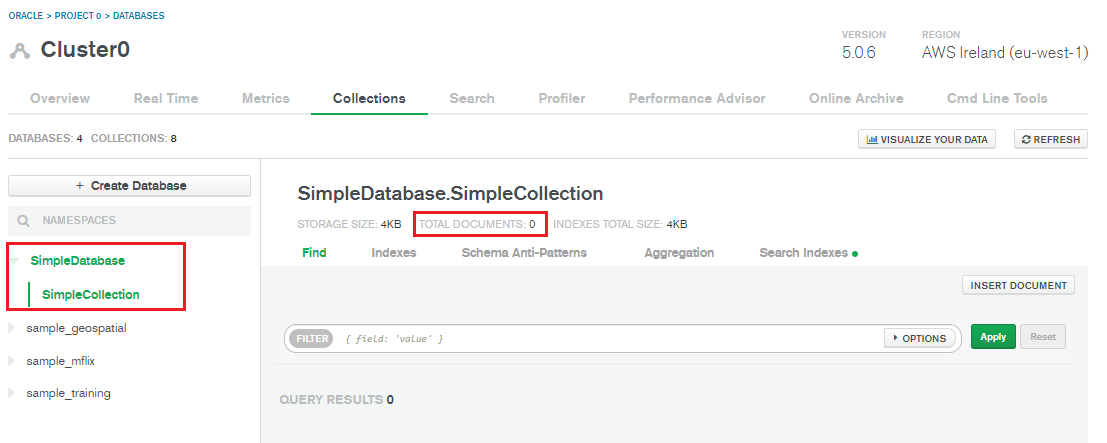 ORACLE > PROJECT 0 > DATABASES
Cluster0
VERSION
5.0.6
REGION
AWS Ireland (eu-west-1)
Overview Real Time Metrics Collections Search Profiler Performance Advisor Online Archive Cmd Line Tools
DATABASES: 4 COLLECTIONS: 8
VISUALIZE YOUR DATA
REFRESH
+ Create Database
NAMESPACES
SimpleDatabase
SimpleCollection
sample_geospatial
sample_mflix
sample_training
SimpleDatabase.SimpleCollection
STORAGE SIZE: 4KB TOTAL DOCUMENTS: 0 INDEXES TOTAL SIZE: 4KB
Find Indexes Schema Anti-Patterns Aggregation Search Indexes
INSERT DOCUMENT
FILTER { field: 'value' } OPTIONS Apply Reset
QUERY RESULTS 0